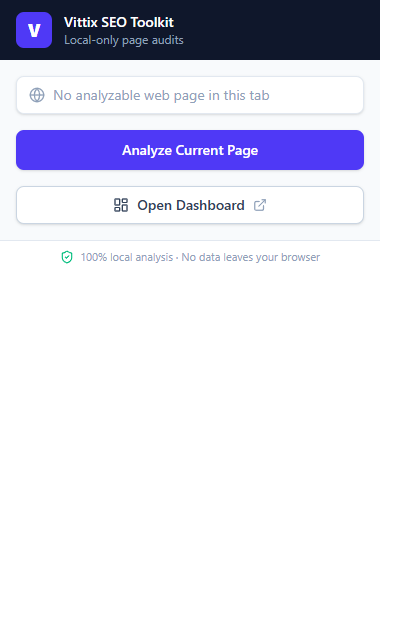 V
Vittix SEO Toolkit
Local-only page audits
No analyzable web page in this tab
Analyze Current Page
Open Dashboard
100% local analysis · No data leaves your browser